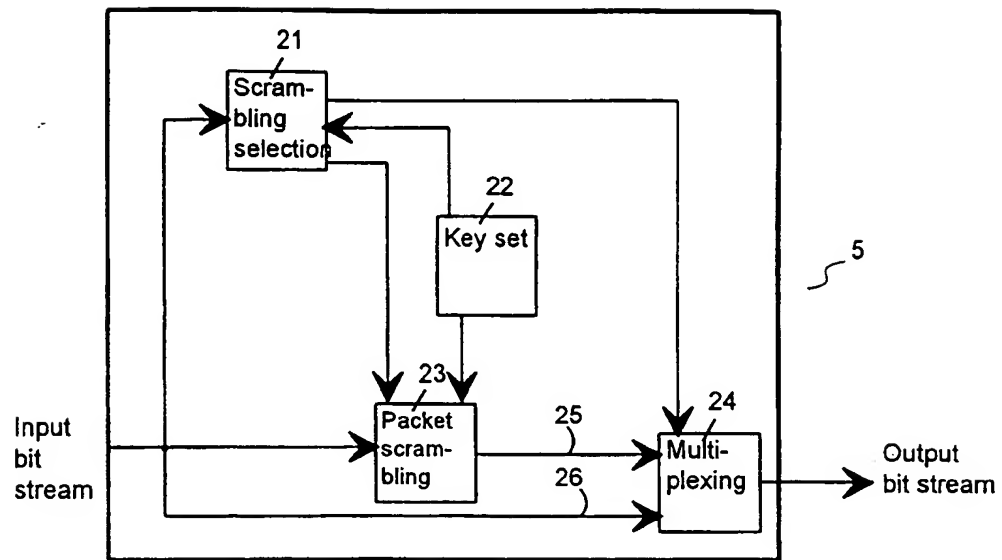 21
Scram-
bling
selection
22
Key set
5
23
Packet
scram-
bling
Input
bit
stream
25
26
24
Multi-
plexing
Output
bit stream